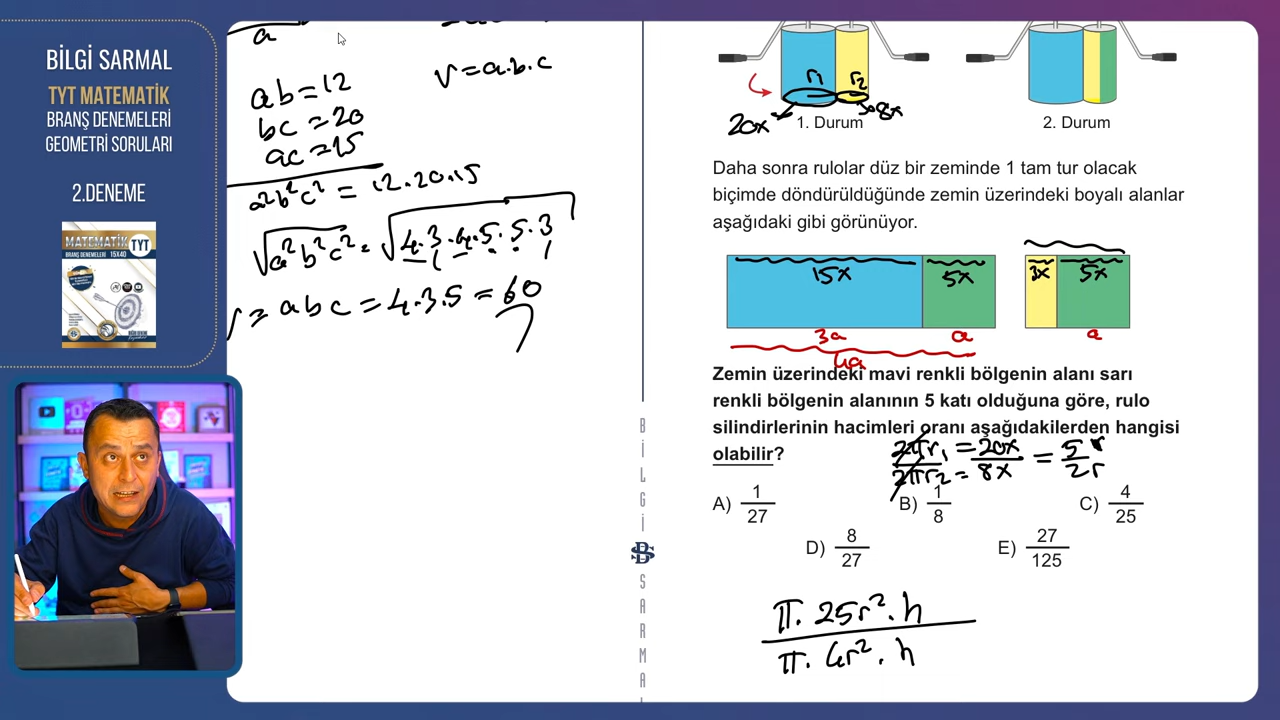 BİLGİ SARMAL
TYT MATEMATİK
BRANŞ DENEMELERİ
GEOMETRİ SORULARI
2.DENEME
MATEMATİK TYT
BRANŞ DENEMELERİ 15X40
a
ab = 12
bc = 20
ac = 15
a²b²c² = 12.20.15
√a²b²c² = √4.3.4.5.5.3
= abc = 4.3.5 = 60
V = a.b.c
BİLGİ
SARMA
r₁ r₂
20x 8x
1. Durum
2. Durum
Daha sonra rulolar düz bir zeminde 1 tam tur olacak
biçimde döndürüldüğünde zemin üzerindeki boyalı alanlar
aşağıdaki gibi görünüyor.
15x 5x 3x 5x
3a a a
4a
Zemin üzerindeki mavi renkli bölgenin alanı sarı
renkli bölgenin alanının 5 katı olduğuna göre, rulo
silindirlerinin hacimleri oranı aşağıdakilerden hangisi
olabilir?
2πr₁ = 20x = 5r
2πr₂ = 8x 2r
A) 1/27 B) 1/8 C) 4/25
D) 8/27 E) 27/125
π. 25r². h
π. 4r². h